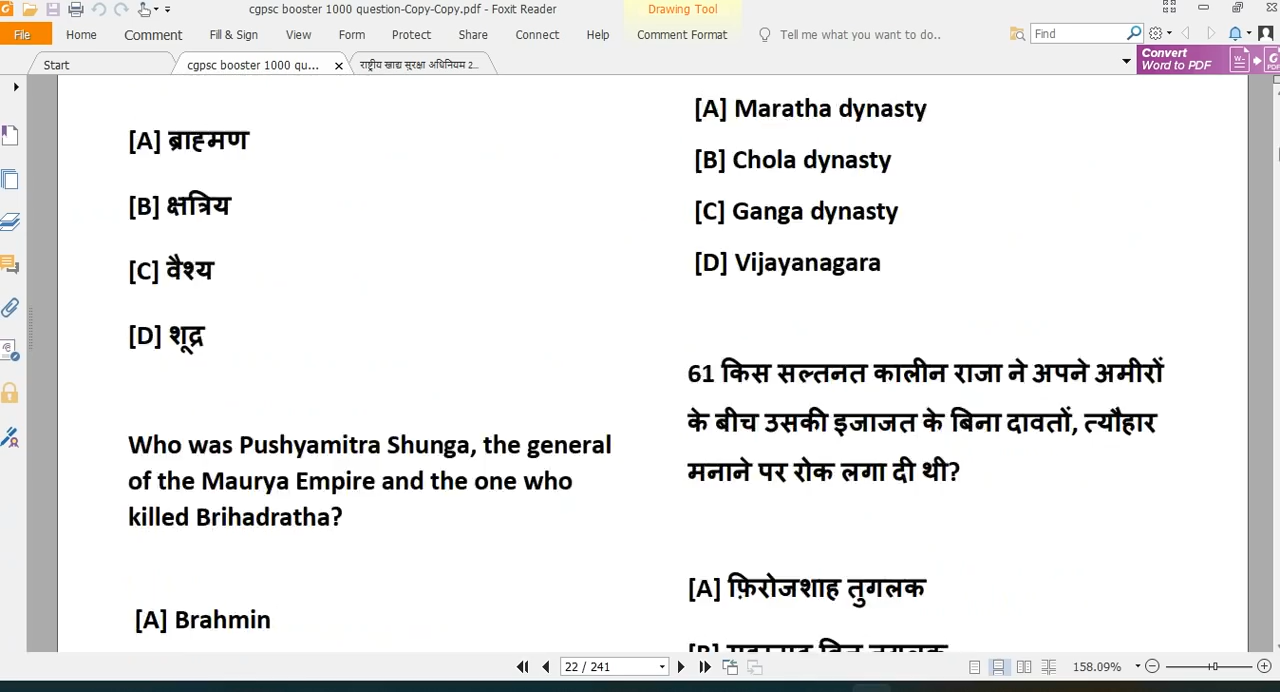 cgpsc booster 1000 question-Copy-Copy.pdf - Foxit Reader
Drawing Tool
File Home Comment Fill & Sign View Form Protect Share Connect Help Comment Format Tell me what you want to do.. Find
Start
cgpsc booster 1000 qu...
राष्ट्रीय खाद्य सुरक्षा अधिनियम 2...
Convert
Word to PDF
[A] ब्राह्मण
[B] क्षत्रिय
[C] वैश्य
[D] शूद्र
Who was Pushyamitra Shunga, the general
of the Maurya Empire and the one who
killed Brihadratha?
[A] Brahmin
[A] Maratha dynasty
[B] Chola dynasty
[C] Ganga dynasty
[D] Vijayanagara
61 किस सल्तनत कालीन राजा ने अपने अमीरों
के बीच उसकी इजाजत के बिना दावतों, त्यौहार
मनाने पर रोक लगा दी थी?
[A] फ़िरोजशाह तुगलक
22 / 241
158.09%